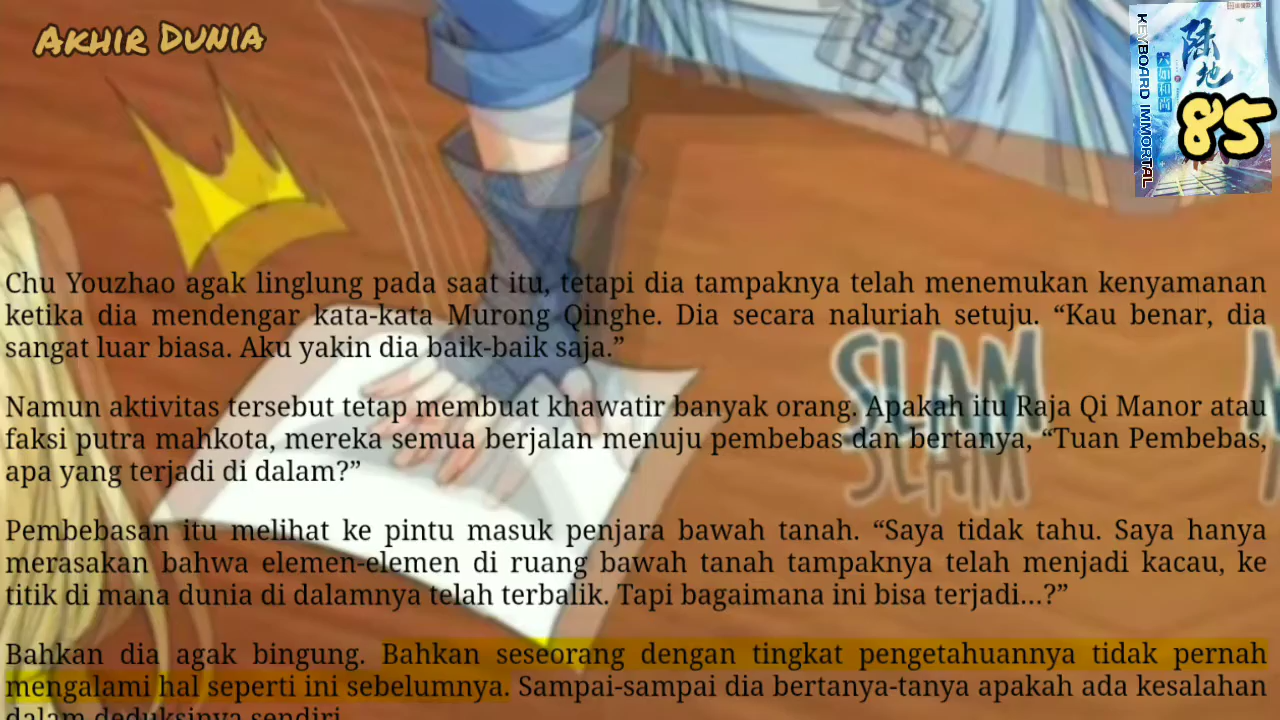 Akhir Dunia
KEYBOARD IMMORTAL
陆地
85
Chu Youzhao agak linglung pada saat itu, tetapi dia tampaknya telah menemukan kenyamanan
ketika dia mendengar kata-kata Murong Qinghe. Dia secara naluriah setuju. “Kau benar, dia
sangat luar biasa. Aku yakin dia baik-baik saja.”
SLAM
Namun aktivitas tersebut tetap membuat khawatir banyak orang. Apakah itu Raja Qi Manor atau
faksi putra mahkota, mereka semua berjalan menuju pembebas dan bertanya, “Tuan Pembebas,
apa yang terjadi di dalam?”
SLAM
Pembebasan itu melihat ke pintu masuk penjara bawah tanah. “Saya tidak tahu. Saya hanya
merasakan bahwa elemen-elemen di ruang bawah tanah tampaknya telah menjadi kacau, ke
titik di mana dunia di dalamnya telah terbalik. Tapi bagaimana ini bisa terjadi...?”
Bahkan dia agak bingung. Bahkan seseorang dengan tingkat pengetahuannya tidak pernah
mengalami hal seperti ini sebelumnya. Sampai-sampai dia bertanya-tanya apakah ada kesalahan
dalam deduksinya sendiri.